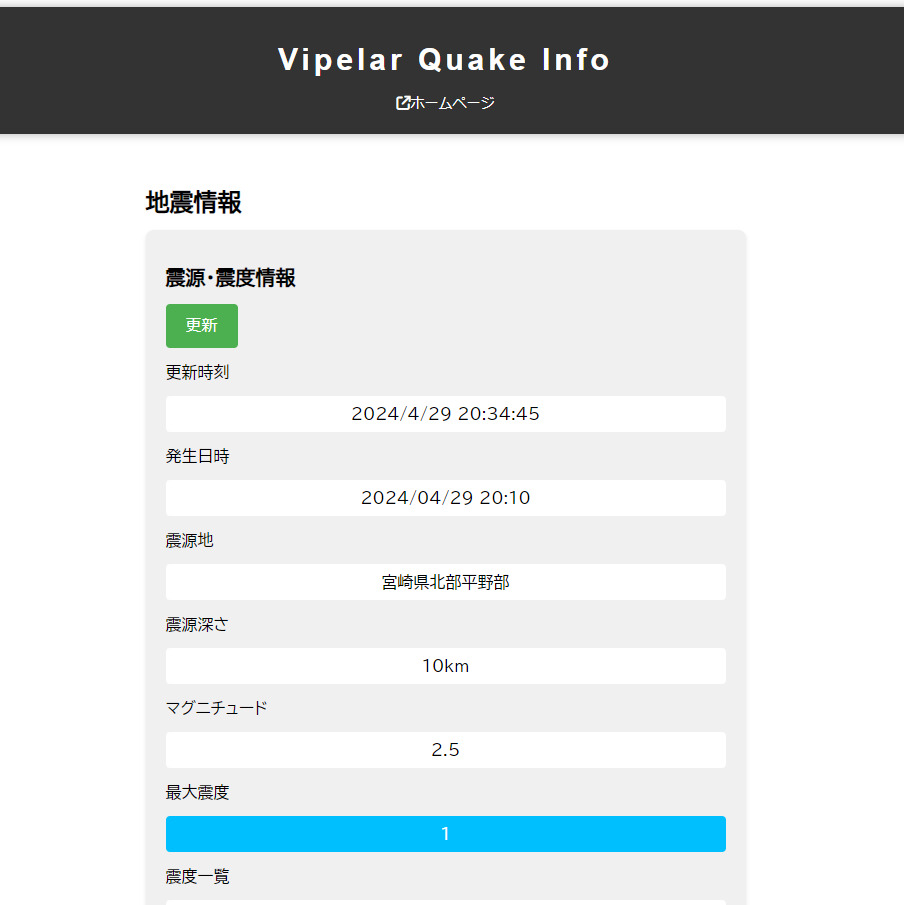 Vipelar Quake Info
ホームページ
地震情報
震源・震度情報
更新
更新時刻
2024/4/29 20:34:45
発生日時
2024/04/29 20:10
震源地
宮崎県北部平野部
震源深さ
10km
マグニチュード
2.5
最大震度
1
震度一覧